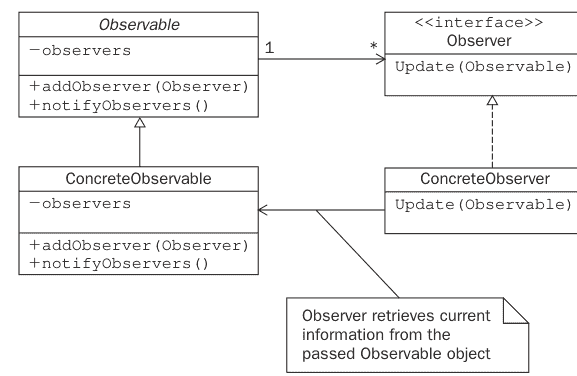 Observable
−observers
+addObserver(Observer)
+notifyObservers()
1
*
<<interface>>
Observer
Update(Observable)
ConcreteObservable
−observers
+addObserver(Observer)
+notifyObservers()
ConcreteObserver
Update(Observable)
Observer retrieves current
information from the
passed Observable object